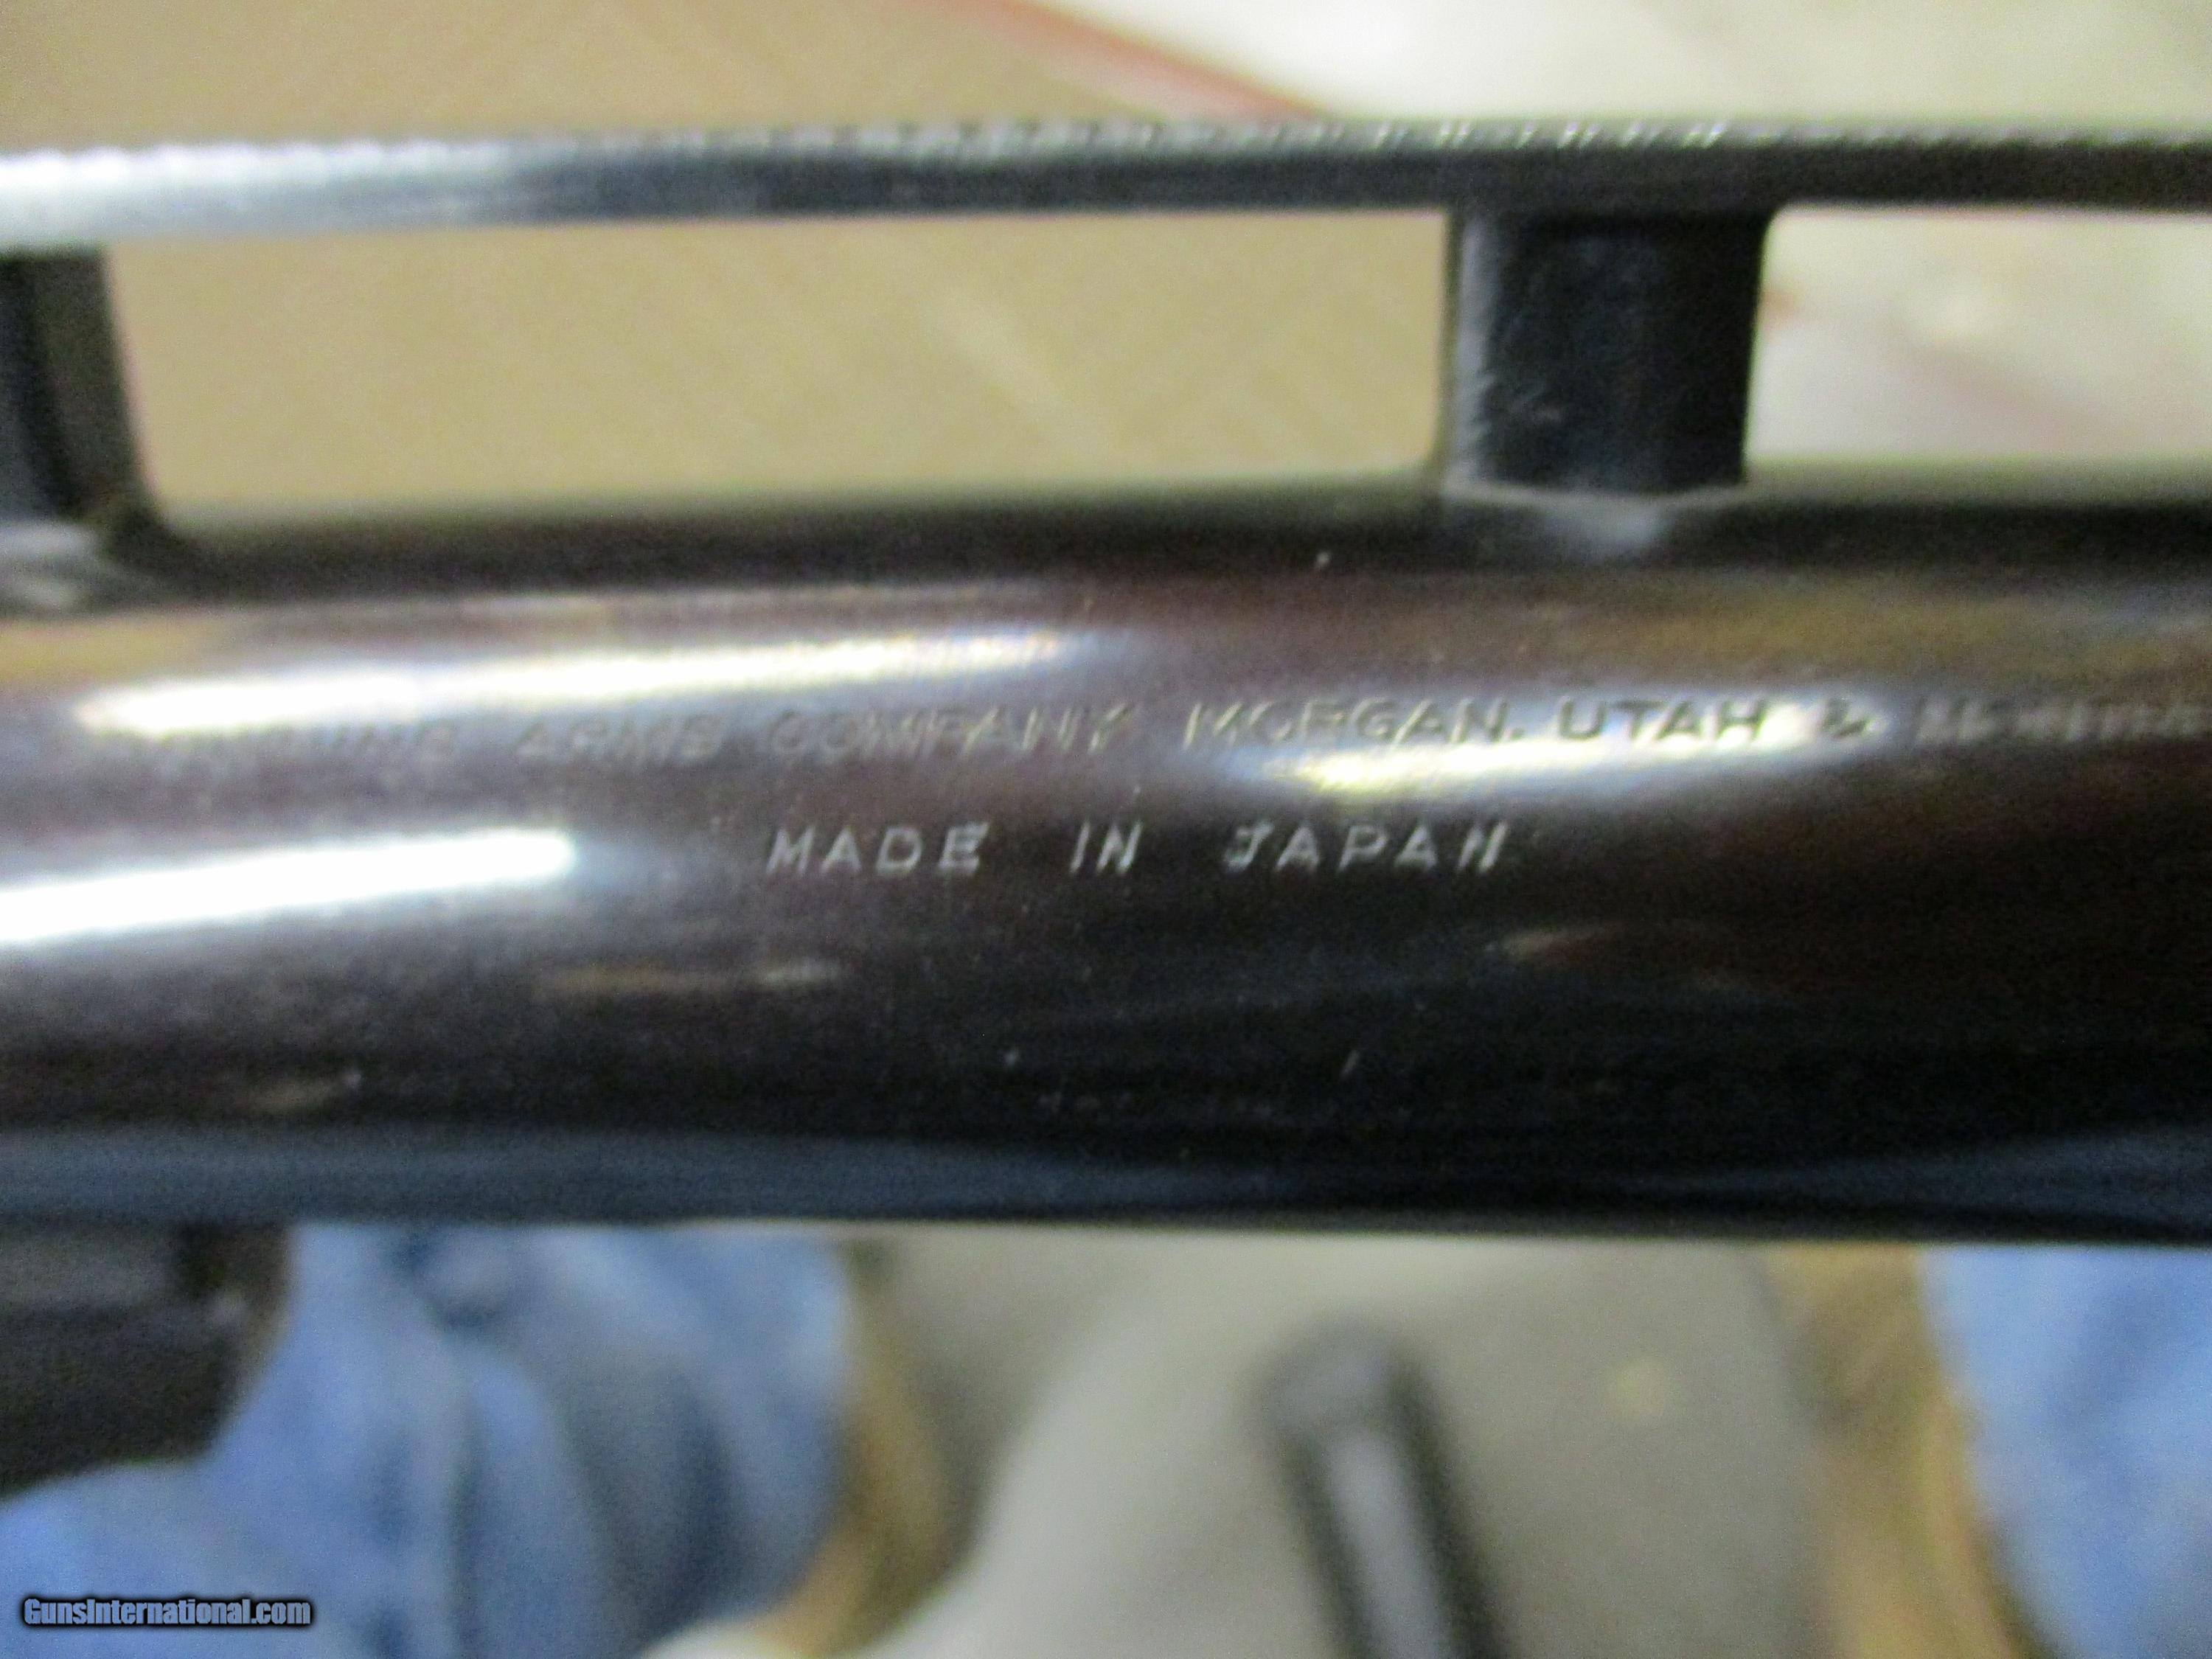 ARMS COMPANY MORGAN, UTAH &
MADE IN JAPAN
GunsInternational.com